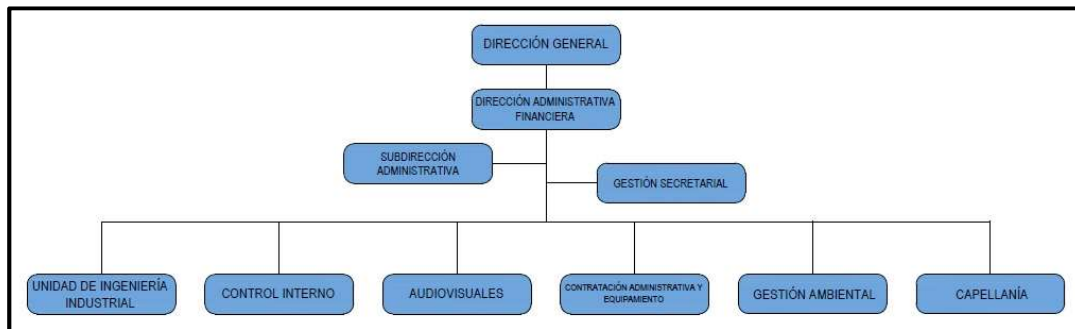 DIRECCIÓN GENERAL
DIRECCIÓN ADMINISTRATIVA
FINANCIERA
SUBDIRECCIÓN
ADMINISTRATIVA
GESTIÓN SECRETARIAL
UNIDAD DE INGENIERÍA
INDUSTRIAL
CONTROL INTERNO
AUDIOVISUALES
CONTRATACIÓN ADMINISTRATIVA Y
EQUIPAMIENTO
GESTIÓN AMBIENTAL
CAPELLANÍA